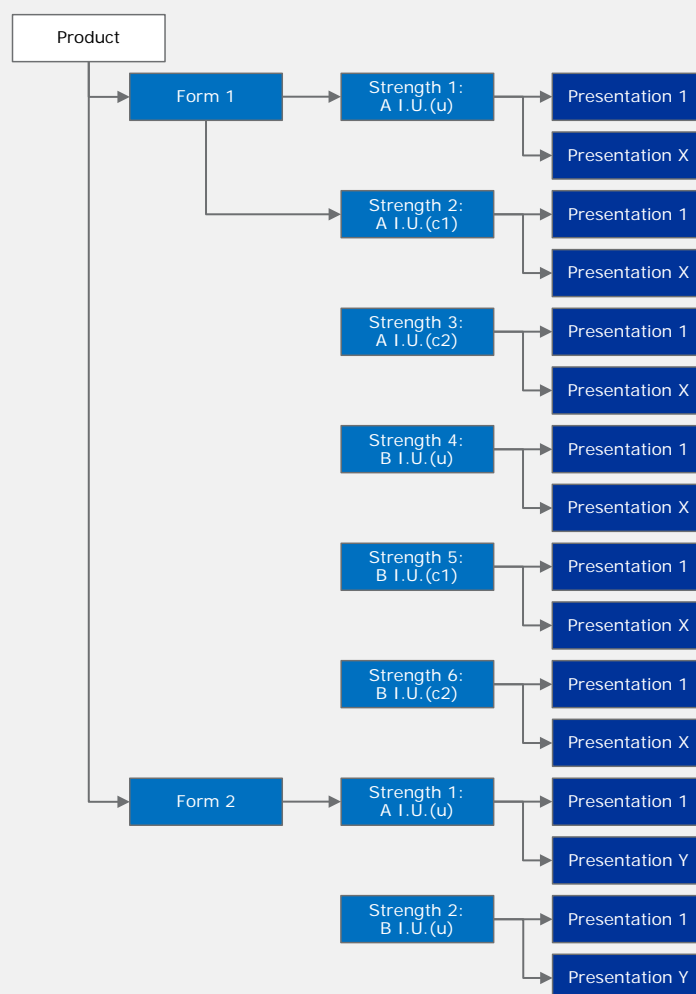 Product
Form 1
Strength 1:
A I.U.(u)
Presentation 1
Presentation X
Strength 2:
A I.U.(c1)
Presentation 1
Presentation X
Strength 3:
A I.U.(c2)
Presentation 1
Presentation X
Strength 4:
B I.U.(u)
Presentation 1
Presentation X
Strength 5:
B I.U.(c1)
Presentation 1
Presentation X
Strength 6:
B I.U.(c2)
Presentation 1
Presentation X
Form 2
Strength 1:
A I.U.(u)
Presentation 1
Presentation Y
Strength 2:
B I.U.(u)
Presentation 1
Presentation Y